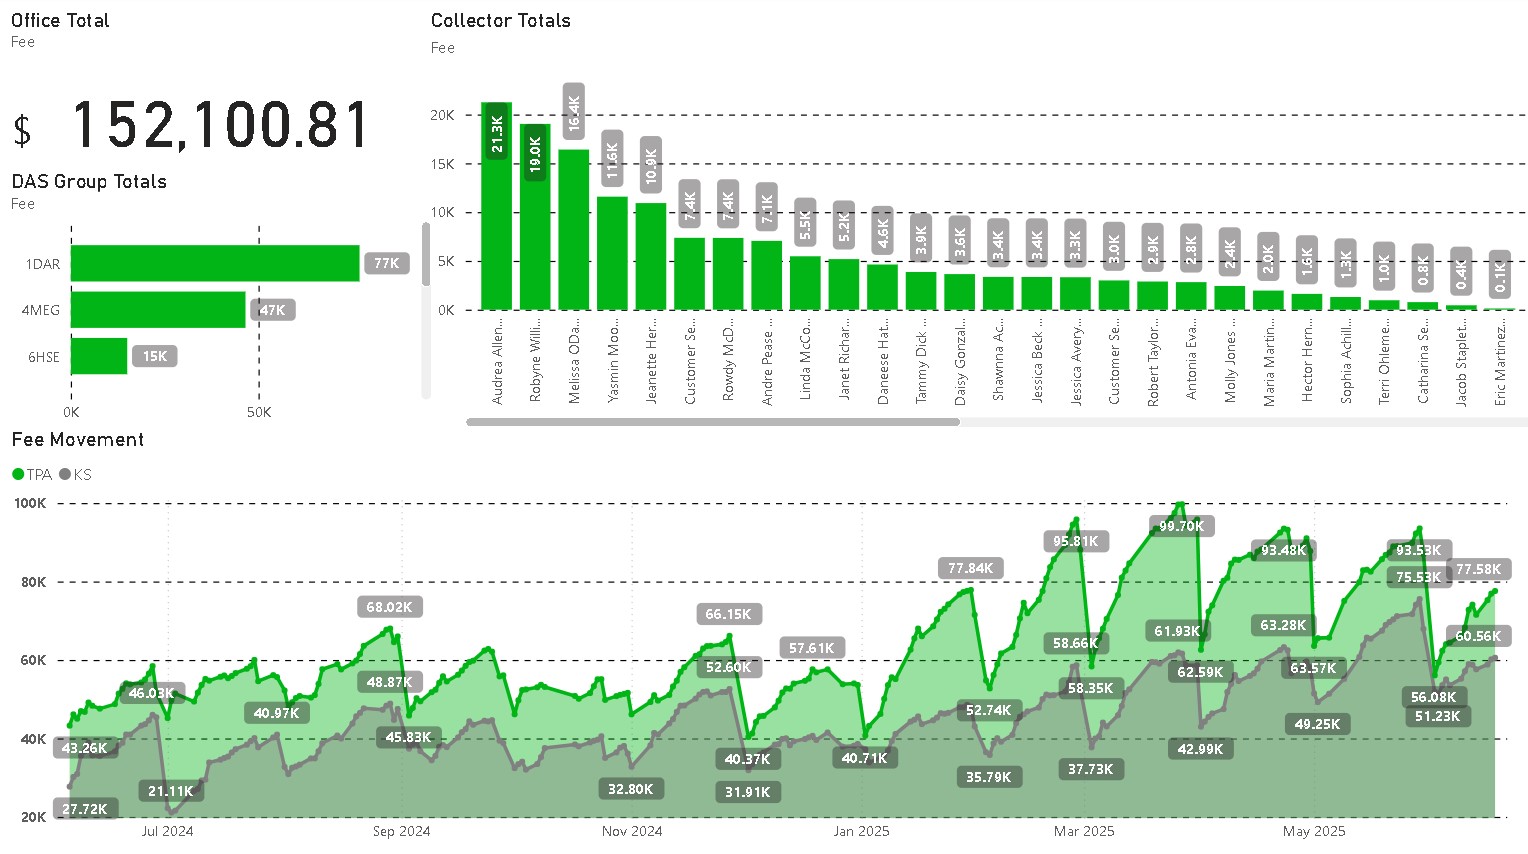 Office Total
Fee
$ 152,100.81
DAS Group Totals
Fee
1DAR 77K
4MEG 47K
6HSE 15K
0K 50K
Collector Totals
Fee
20K
15K
10K
5K
0K
21.3K
19.0K
16.4K
11.6K
10.9K
7.4K
7.4K
7.1K
5.5K
5.2K
4.6K
3.9K
3.6K
3.4K
3.4K
3.3K
3.0K
2.9K
2.8K
2.4K
2.0K
1.6K
1.3K
1.0K
0.8K
0.4K
0.1K
Audrea Allen...
Robyne Willi...
Melissa ODa...
Yasmin Moo...
Jeanette Her...
Customer Se...
Rowdy McD...
Andre Pease ...
Linda McCo...
Janet Richar...
Daneese Hat...
Tammy Dick ...
Daisy Gonzal...
Shawnna Ac...
Jessica Beck ...
Jessica Avery...
Customer Se...
Robert Taylor...
Antonia Eva...
Molly Jones ...
Maria Martin...
Hector Hern...
Sophia Achill...
Terri Ohleme...
Catharina Se...
Jacob Staplet...
Eric Martinez...
Fee Movement
TPA KS
100K
80K
60K
40K
20K
43.26K
27.72K
46.03K
21.11K
40.97K
68.02K
48.87K
45.83K
32.80K
66.15K
52.60K
40.37K
31.91K
57.61K
40.71K
77.84K
52.74K
35.79K
95.81K
58.66K
58.35K
37.73K
99.70K
61.93K
62.59K
42.99K
93.48K
63.28K
63.57K
49.25K
93.53K
75.53K
56.08K
51.23K
77.58K
60.56K
Jul 2024 Sep 2024 Nov 2024 Jan 2025 Mar 2025 May 2025